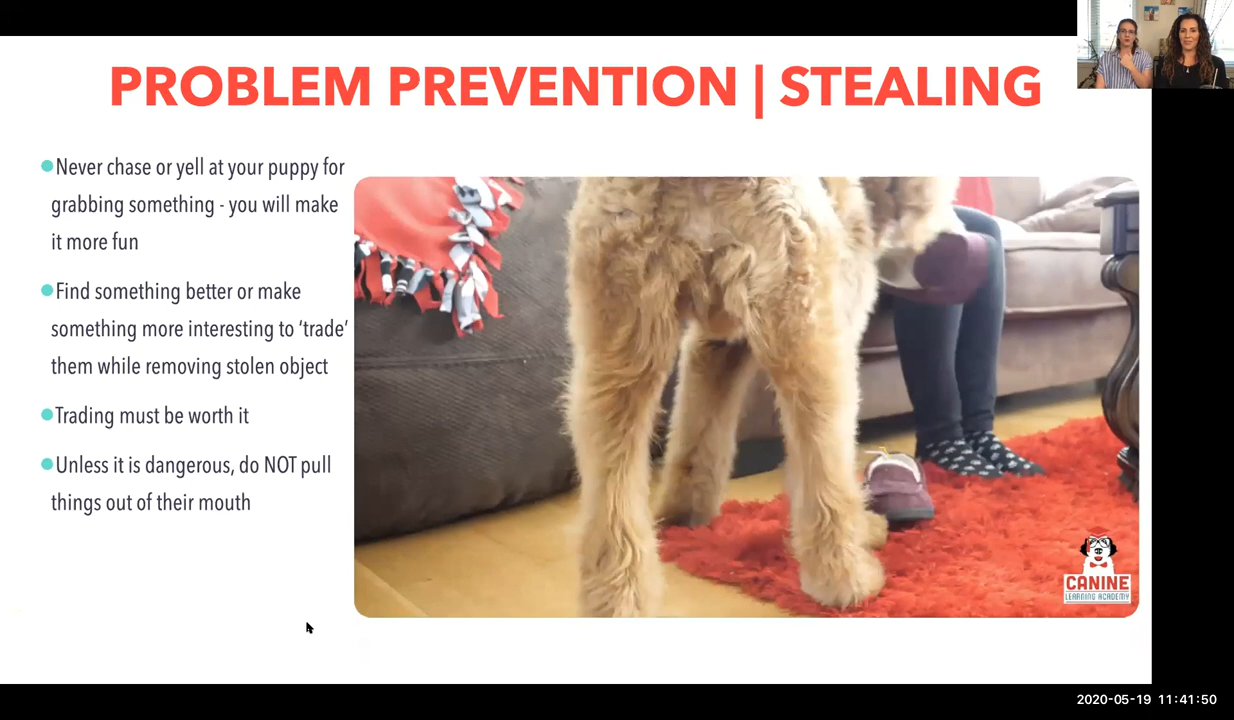 PROBLEM PREVENTION | STEALING
Never chase or yell at your puppy for
grabbing something - you will make
it more fun
Find something better or make
something more interesting to ‘trade’
them while removing stolen object
Trading must be worth it
Unless it is dangerous, do NOT pull
things out of their mouth
CANINE
LEARNING ACADEMY
2020-05-19 11:41:50